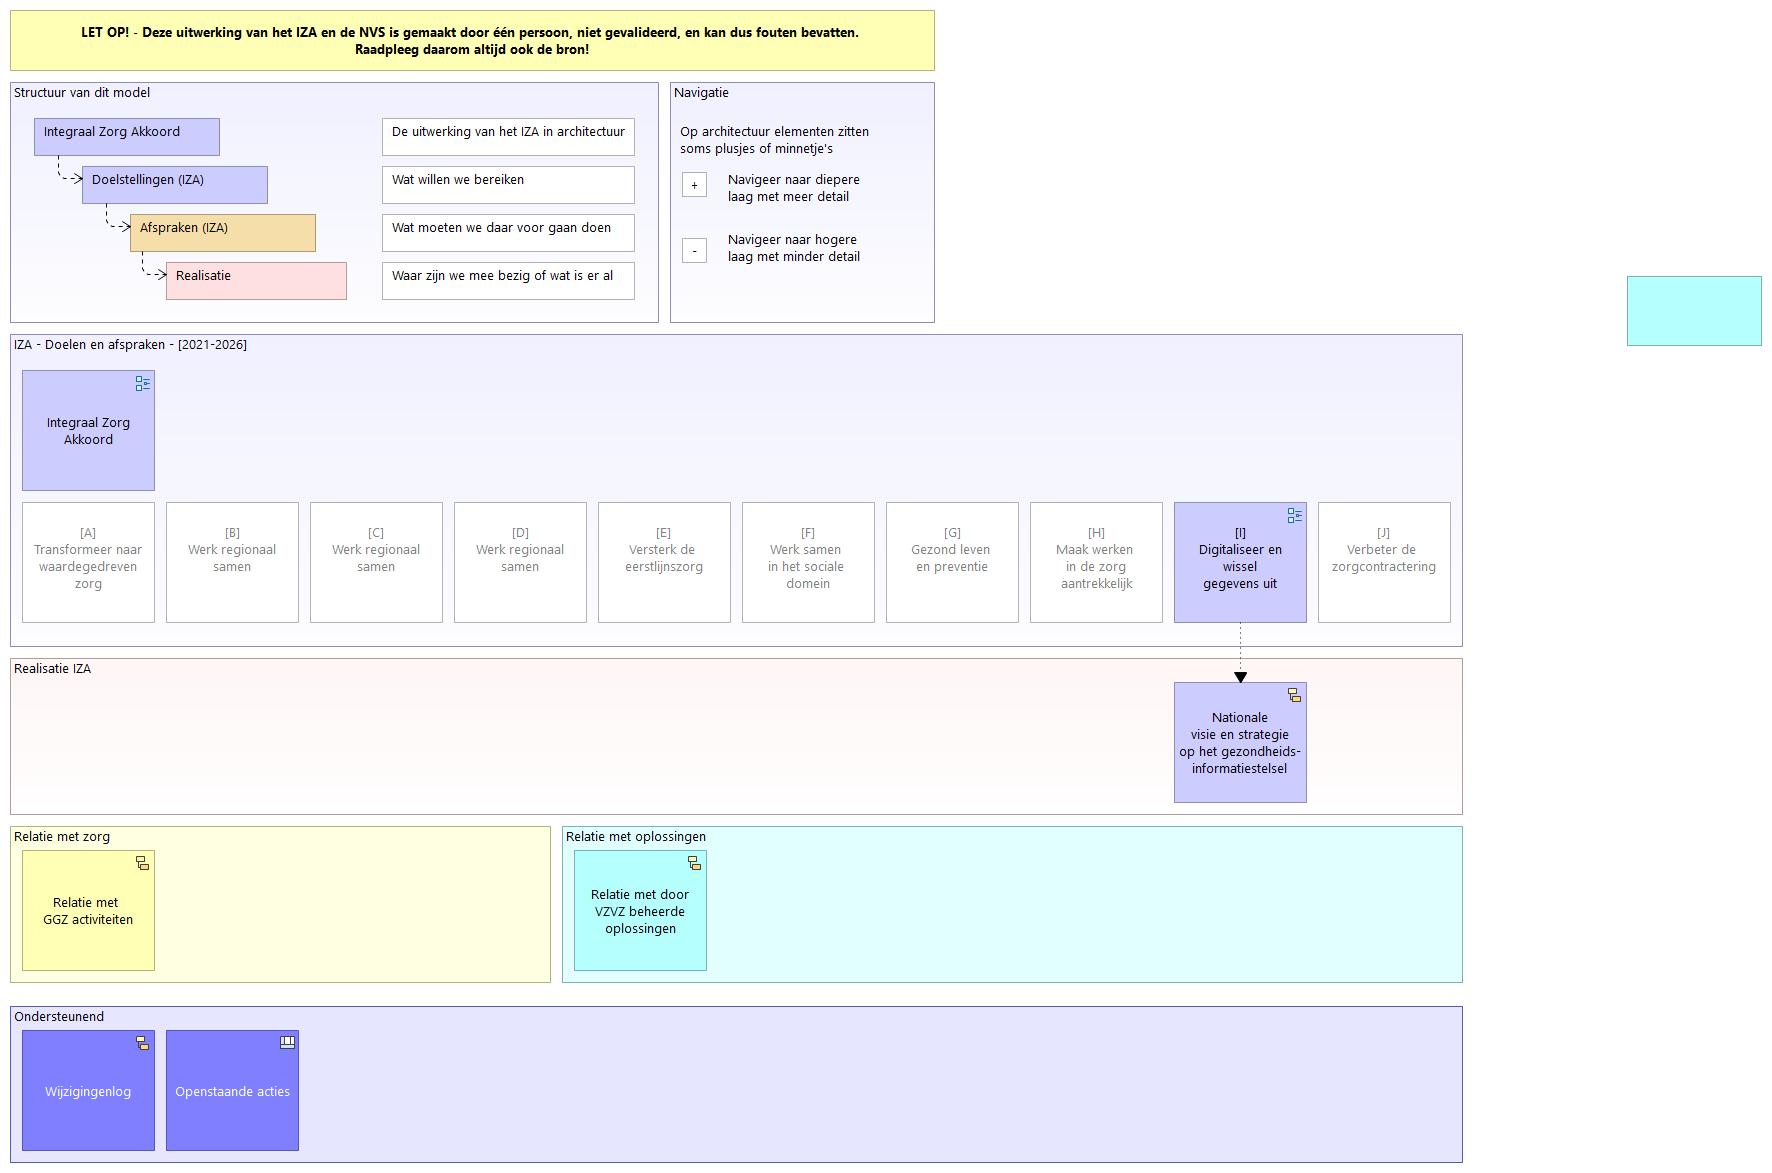 LET OP! - Deze uitwerking van het IZA en de NVS is gemaakt door één persoon, niet gevalideerd, en kan dus fouten bevatten.
Raadpleeg daarom altijd ook de bron!
Structuur van dit model
Integraal Zorg Akkoord
De uitwerking van het IZA in architectuur
Doelstellingen (IZA)
Wat willen we bereiken
Afspraken (IZA)
Wat moeten we daar voor gaan doen
Realisatie
Waar zijn we mee bezig of wat is er al
Navigatie
Op architectuur elementen zitten
soms plusjes of minnetje's
+
Navigeer naar diepere
laag met meer detail
-
Navigeer naar hogere
laag met minder detail
IZA - Doelen en afspraken - [2021-2026]
Integraal Zorg
Akkoord
[A]
Transformeer naar
waardegedreven
zorg
[B]
Werk regionaal
samen
[C]
Werk regionaal
samen
[D]
Werk regionaal
samen
[E]
Versterk de
eerstlijnszorg
[F]
Werk samen
in het sociale
domein
[G]
Gezond leven
en preventie
[H]
Maak werken
in de zorg
aantrekkelijk
[I]
Digitaliseer en
wissel
gegevens uit
[J]
Verbeter de
zorgcontractering
Realisatie IZA
Nationale
visie en strategie
op het gezondheids-
informatiestelsel
Relatie met zorg
Relatie met
GGZ activiteiten
Relatie met oplossingen
Relatie met door
VZVZ beheerde
oplossingen
Ondersteunend
Wijzigingenlog
Openstaande acties